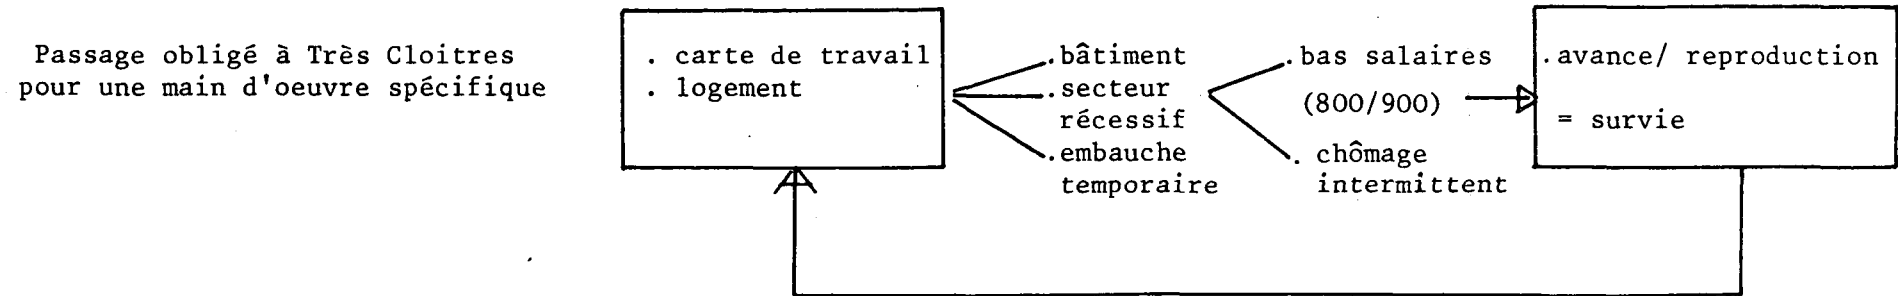 Passage obligé à Très Cloitres
pour une main d'oeuvre spécifique
. carte de travail
. logement
.bâtiment
.secteur
récessif
.embauche
temporaire
.bas salaires
(800/900)
. chômage
intermittent
.avance/ reproduction
= survie